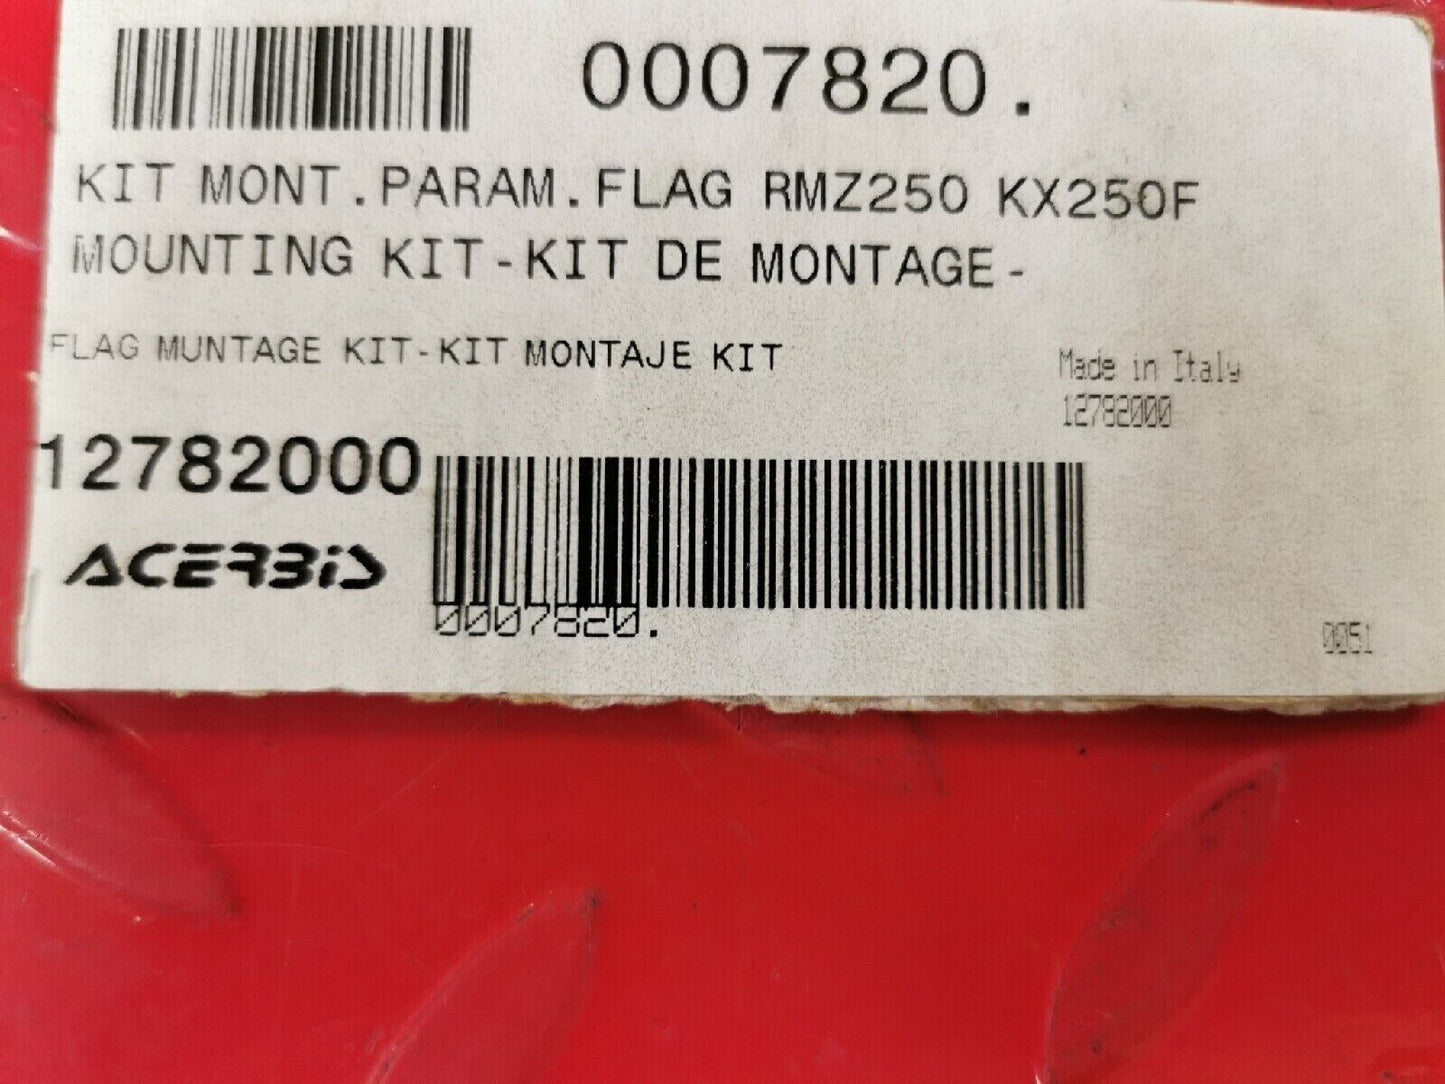 0007820.
KIT MONT.PARAM.FLAG RMZ250 KX250F
MOUNTING KIT-KIT DE MONTAGE-
FLAG MUNTAGE KIT-KIT MONTAJE KIT
Made in Italy
12782000
12782000
ACERBiS
0007820.
0051